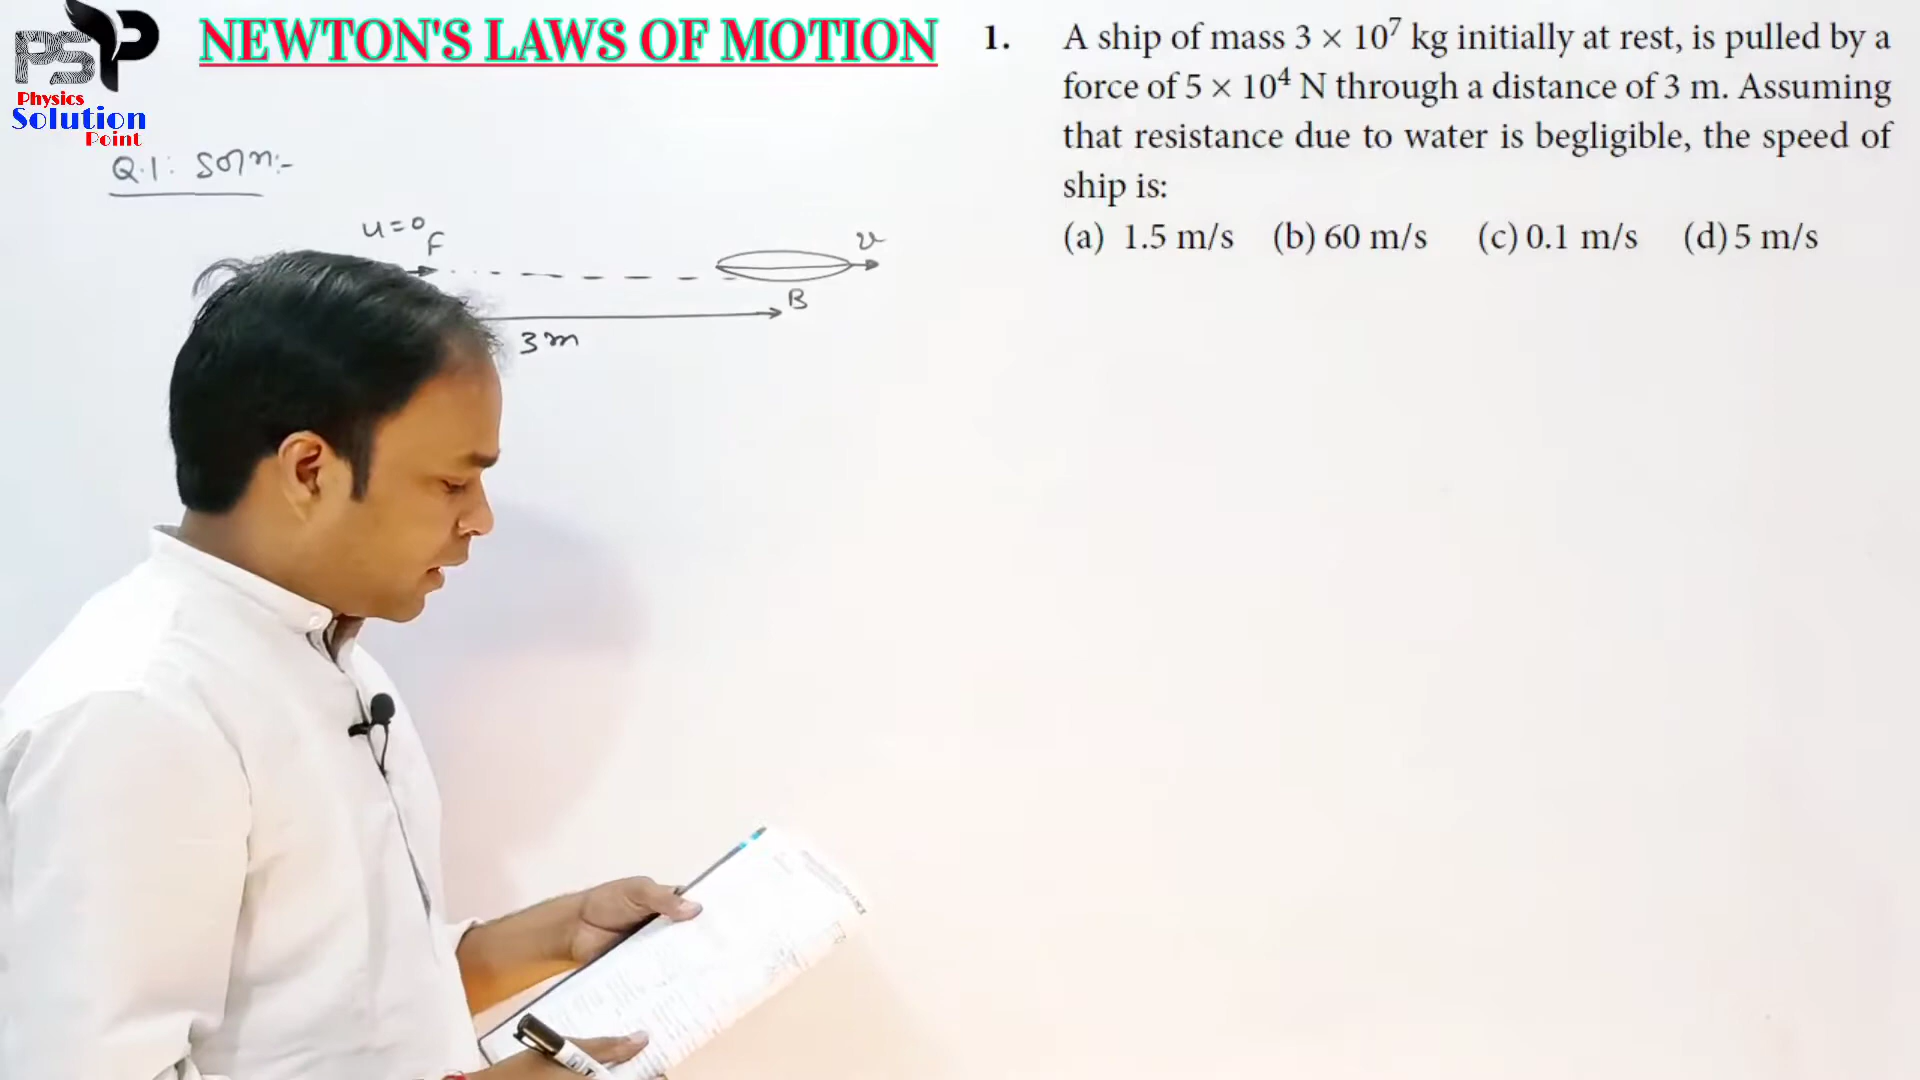 PSP
Physics
Solution
Point
NEWTON'S LAWS OF MOTION
Q.1: Soln:-
u=0
F
v
B
3m
1. A ship of mass 3 × 10⁷ kg initially at rest, is pulled by a
force of 5 × 10⁴ N through a distance of 3 m. Assuming
that resistance due to water is begligible, the speed of
ship is:
(a) 1.5 m/s (b) 60 m/s (c) 0.1 m/s (d) 5 m/s